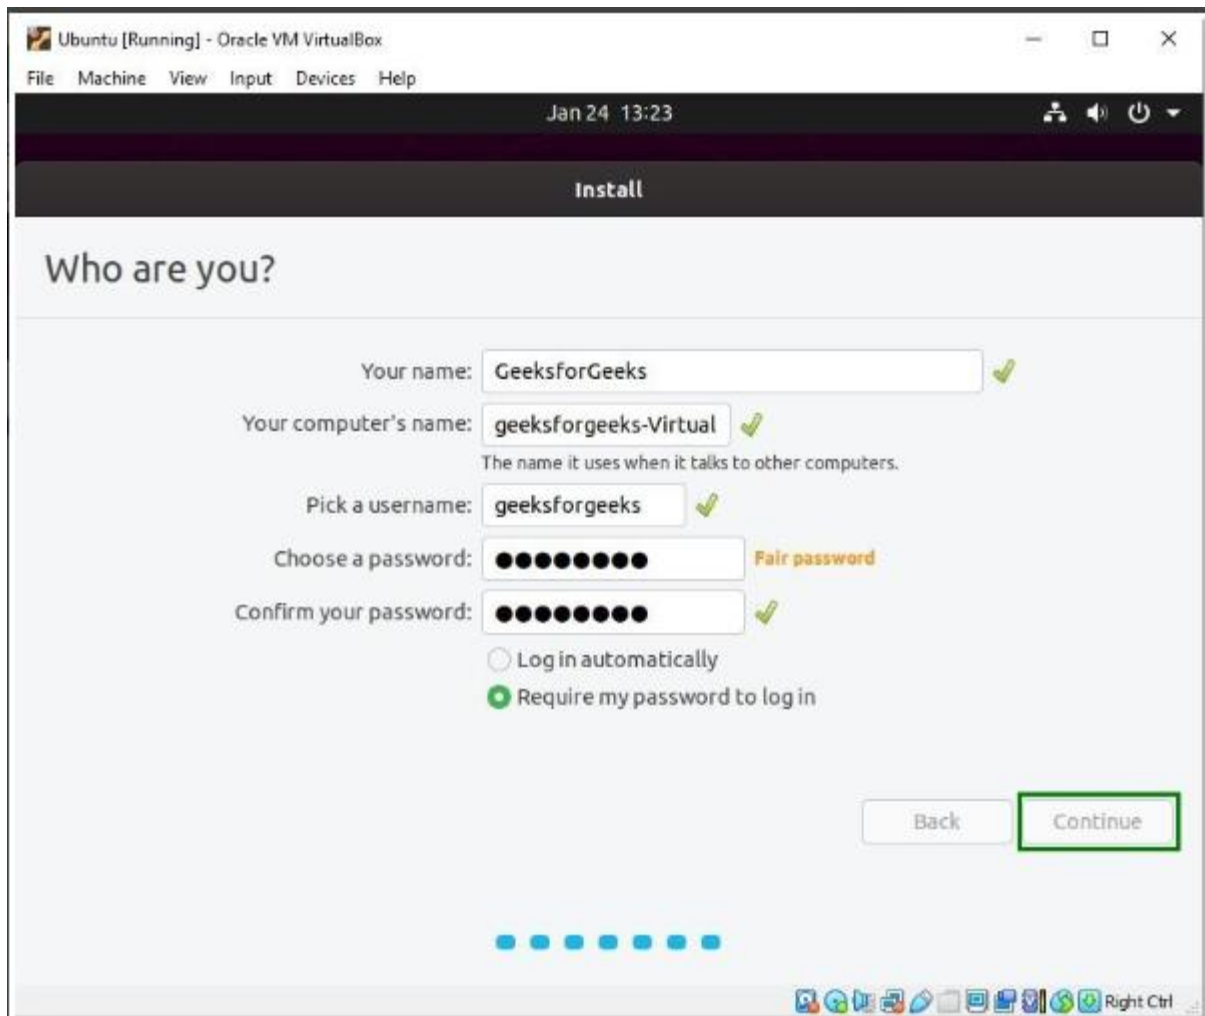 Ubuntu [Running] - Oracle VM VirtualBox
File Machine View Input Devices Help
Jan 24 13:23
Install
Who are you?
Your name: GeeksforGeeks
Your computer's name: geeksforgeeks-Virtual
The name it uses when it talks to other computers.
Pick a username: geeksforgeeks
Choose a password: ●●●●●●●● Fair password
Confirm your password: ●●●●●●●●
Log in automatically
Require my password to log in
Back Continue
Right Ctrl